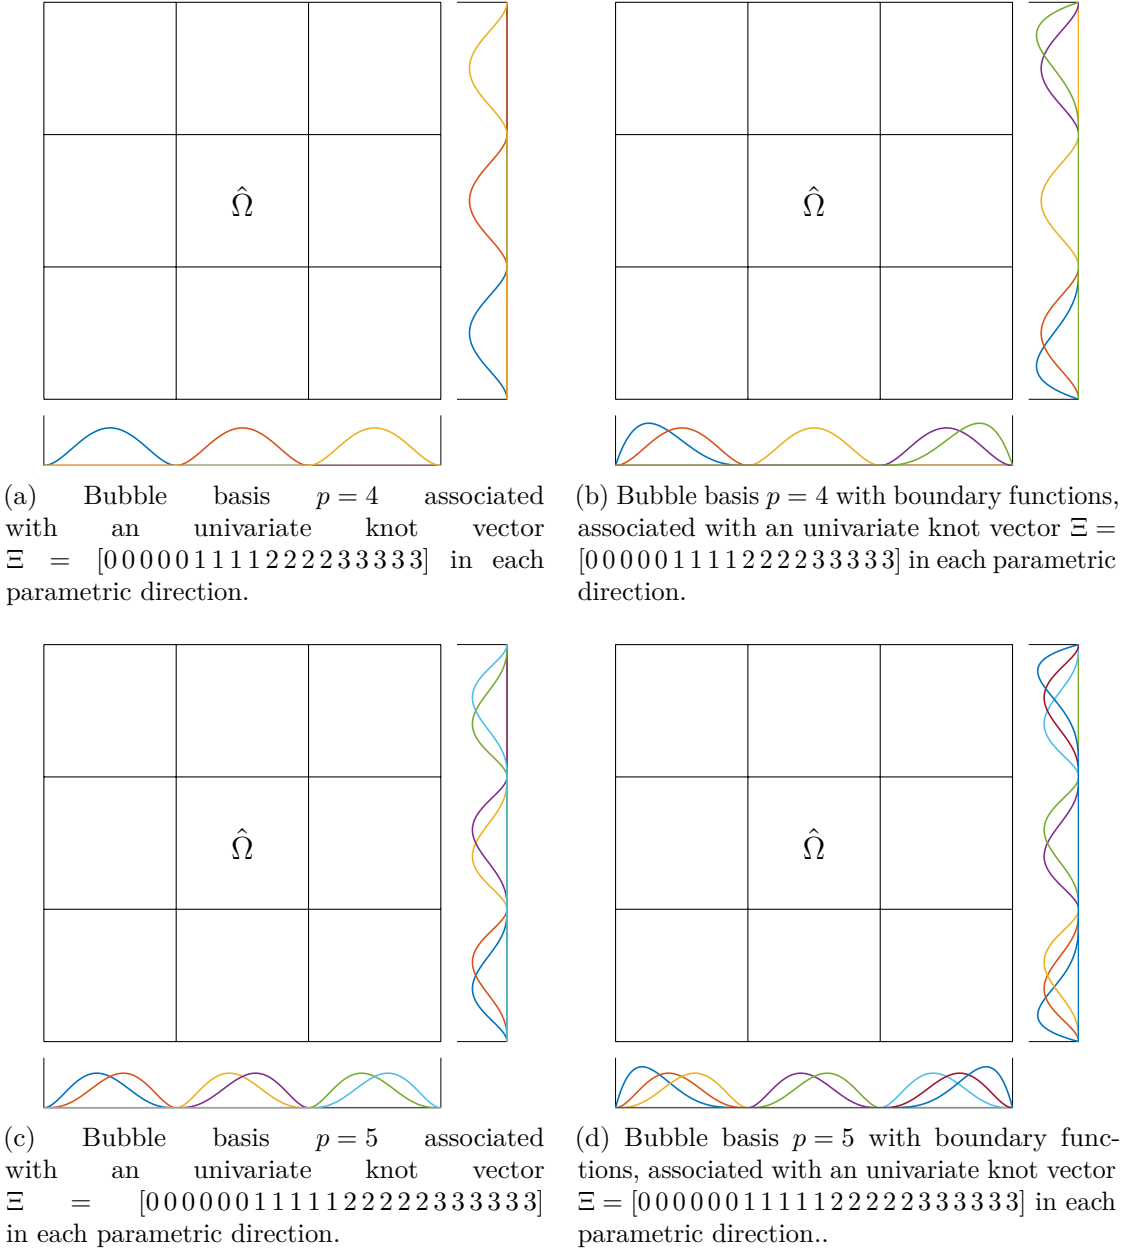 Ω̂
Ω̂
(a) Bubble basis p = 4 associated
with an univariate knot vector
Ξ = [0 0 0 0 0 1 1 1 1 2 2 2 2 3 3 3 3 3] in each
parametric direction.
(b) Bubble basis p = 4 with boundary functions,
associated with an univariate knot vector Ξ =
[0 0 0 0 0 1 1 1 1 2 2 2 2 3 3 3 3 3] in each parametric
direction.
Ω̂
Ω̂
(c) Bubble basis p = 5 associated
with an univariate knot vector
Ξ = [0 0 0 0 0 0 1 1 1 1 1 2 2 2 2 2 3 3 3 3 3 3]
in each parametric direction.
(d) Bubble basis p = 5 with boundary func-
tions, associated with an univariate knot vector
Ξ = [0 0 0 0 0 0 1 1 1 1 1 2 2 2 2 2 3 3 3 3 3 3] in each
parametric direction..